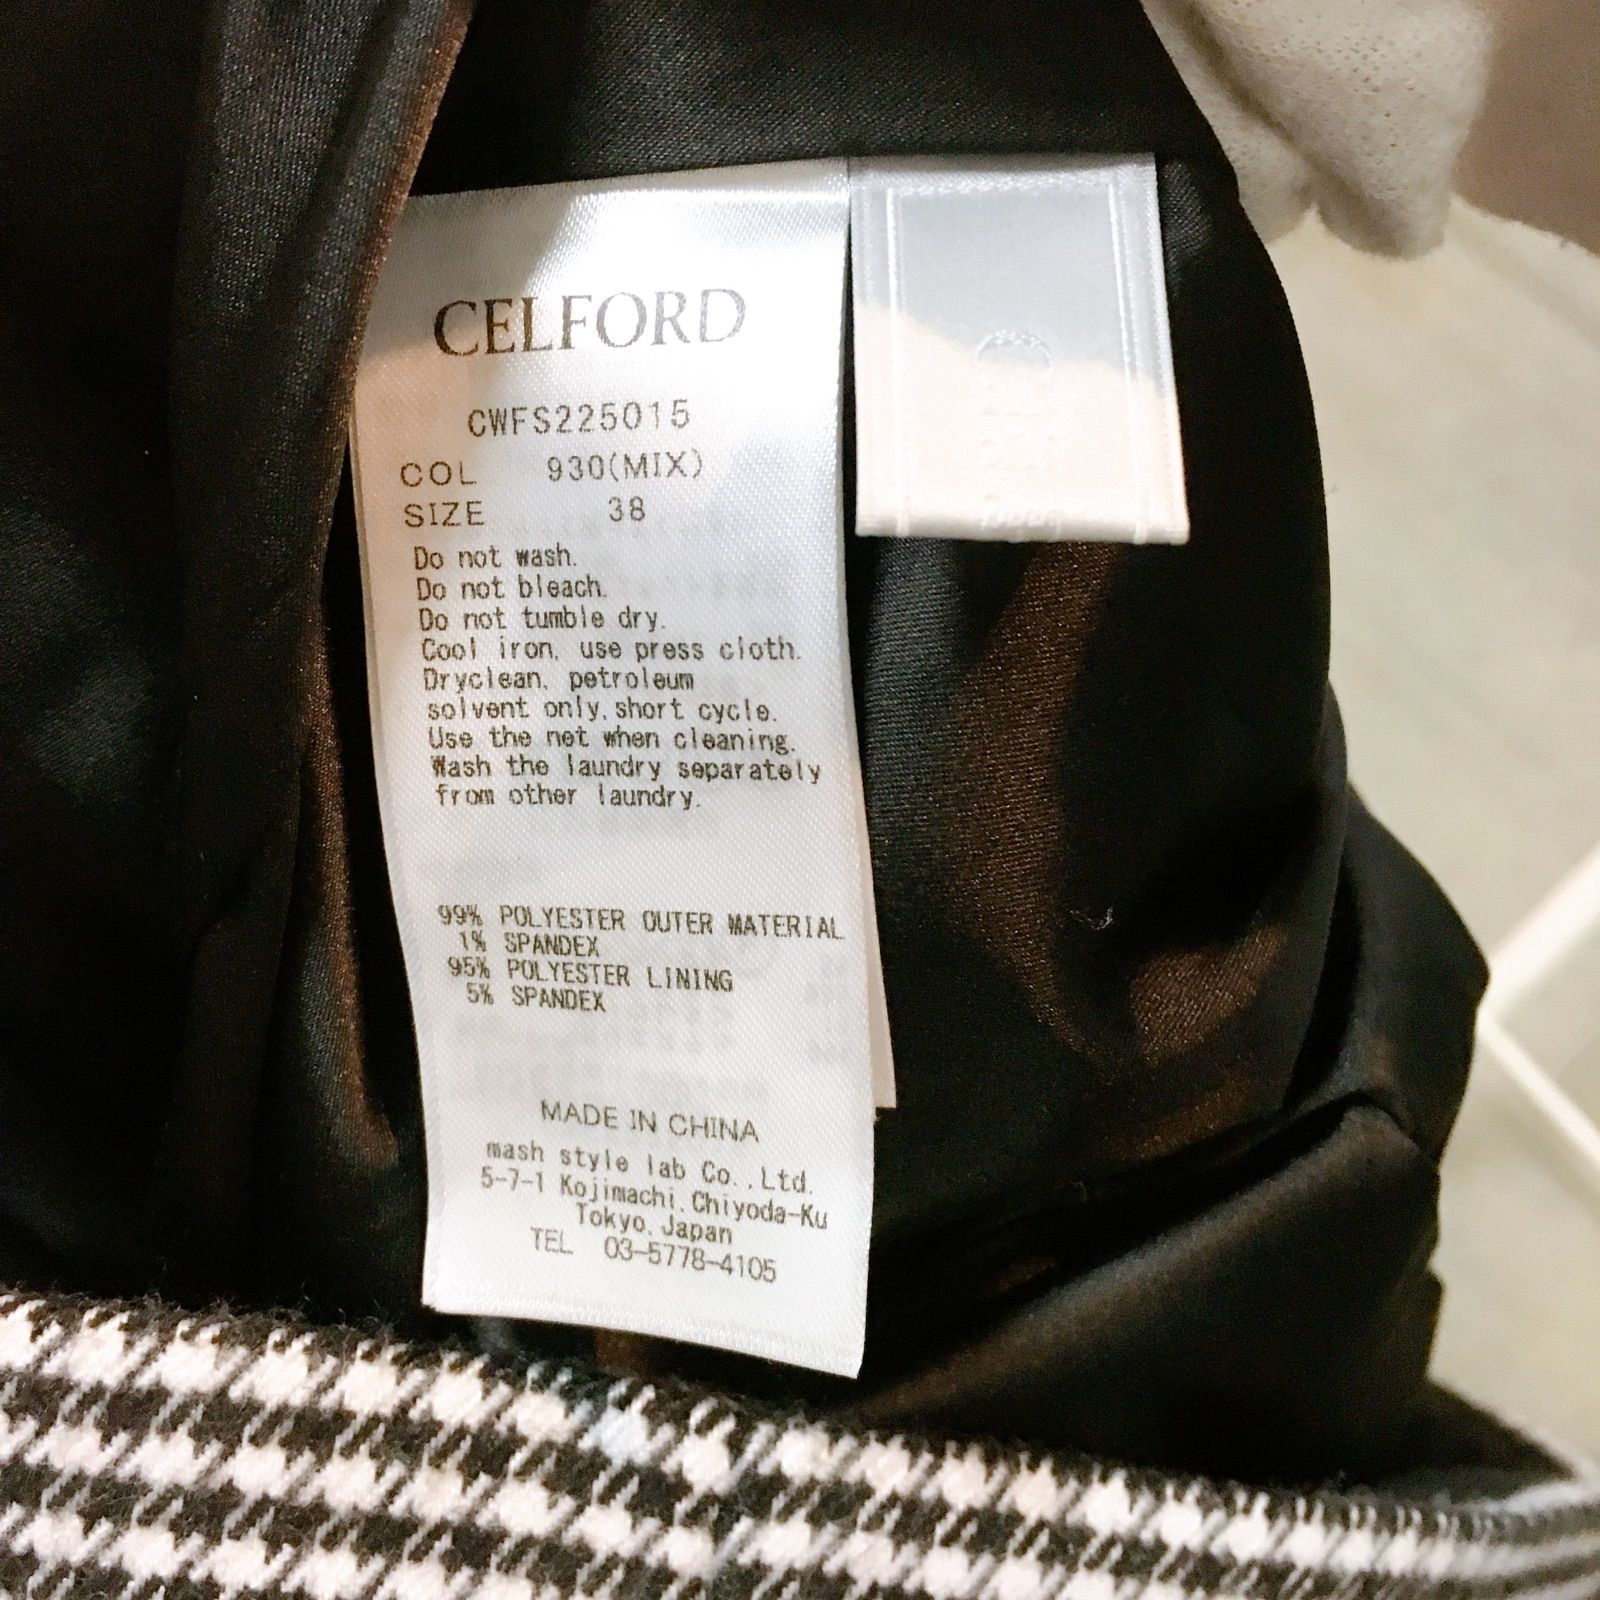 CELFORD
CWFS225015
COL 930(MIX)
SIZE 38
Do not wash.
Do not bleach.
Do not tumble dry.
Cool iron, use press cloth.
Dryclean, petroleum
solvent only, short cycle.
Use the net when cleaning.
Wash the laundry separately
from other laundry.
99% POLYESTER OUTER MATERIAL
1% SPANDEX
95% POLYESTER LINING
5% SPANDEX
MADE IN CHINA
mash style lab Co., Ltd.
5-7-1 Kojimachi, Chiyoda-Ku
Tokyo, Japan
TEL 03-5778-4105